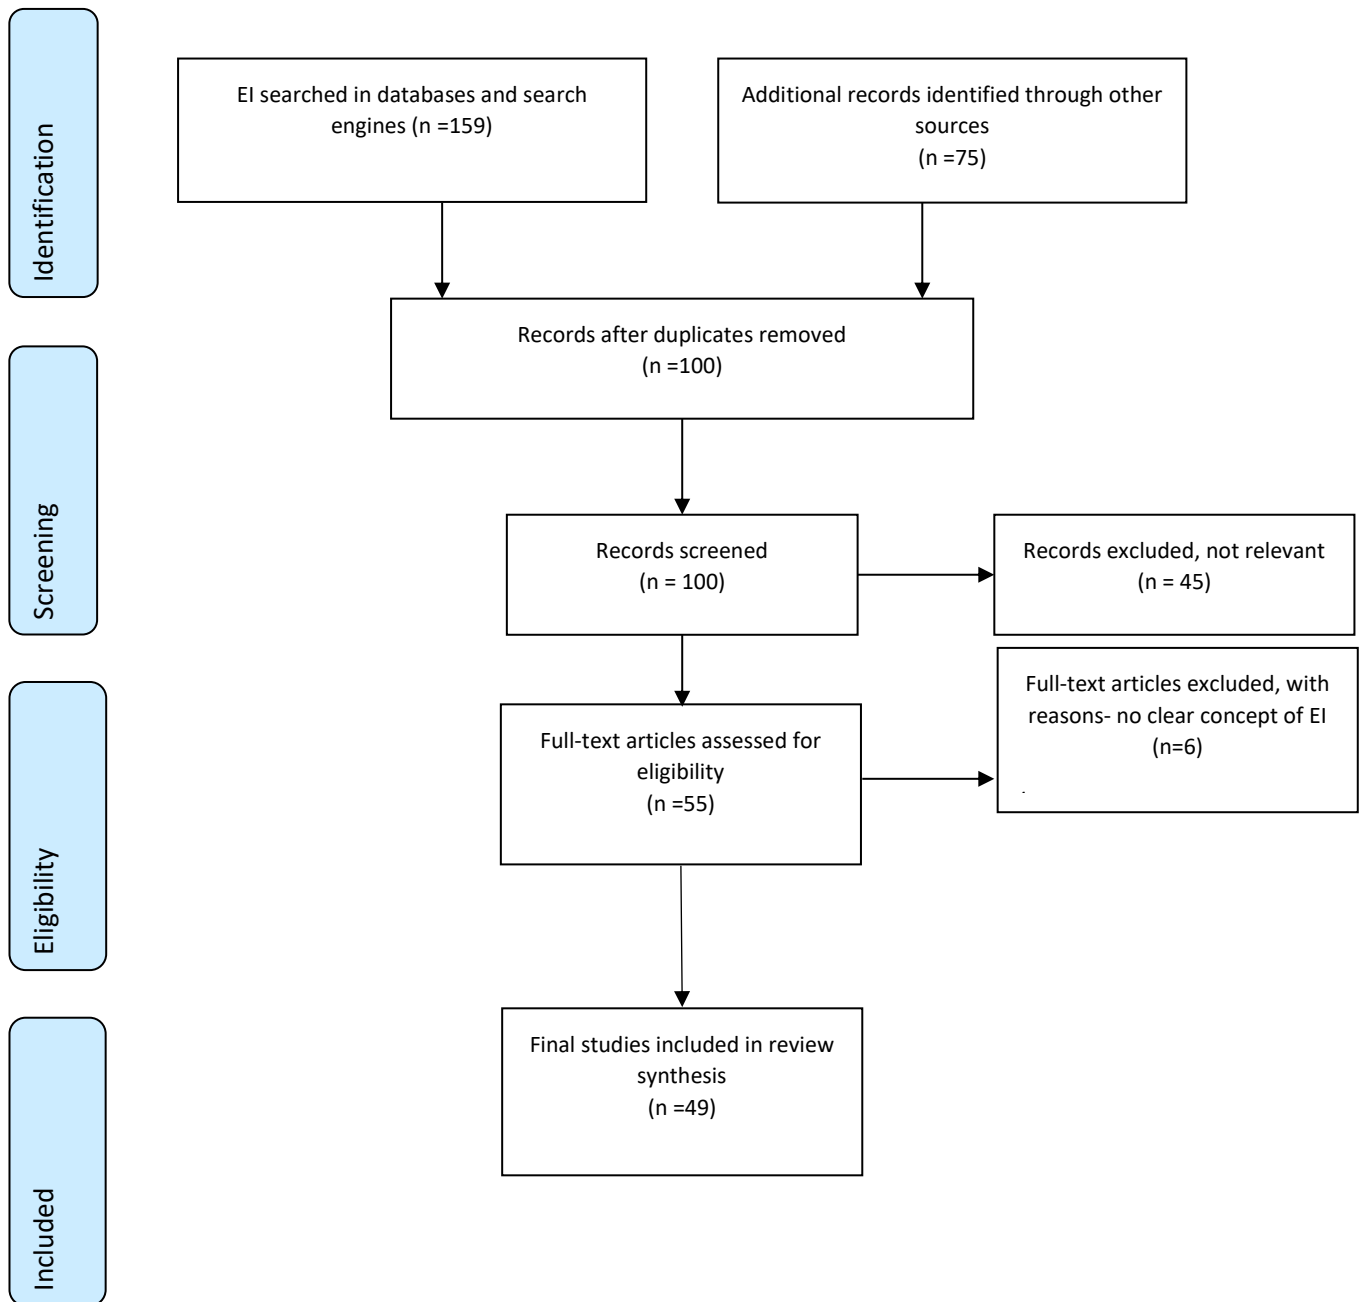 Identification
EI searched in databases and search
engines (n =159)
Additional records identified through other
sources
(n =75)
Records after duplicates removed
(n =100)
Screening
Records screened
(n = 100)
Records excluded, not relevant
(n = 45)
Eligibility
Full-text articles assessed for
eligibility
(n =55)
Full-text articles excluded, with
reasons- no clear concept of EI
(n=6)
.
Included
Final studies included in review
synthesis
(n =49)